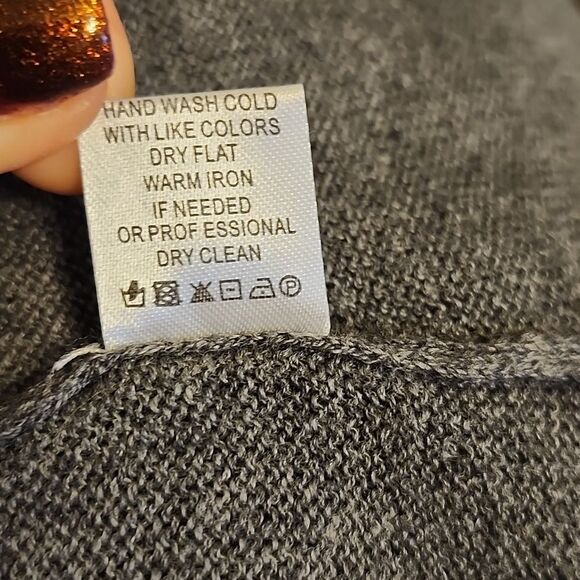 HAND WASH COLD
WITH LIKE COLORS
DRY FLAT
WARM IRON
IF NEEDED
OR PROF ESSIONAL
DRY CLEAN
P